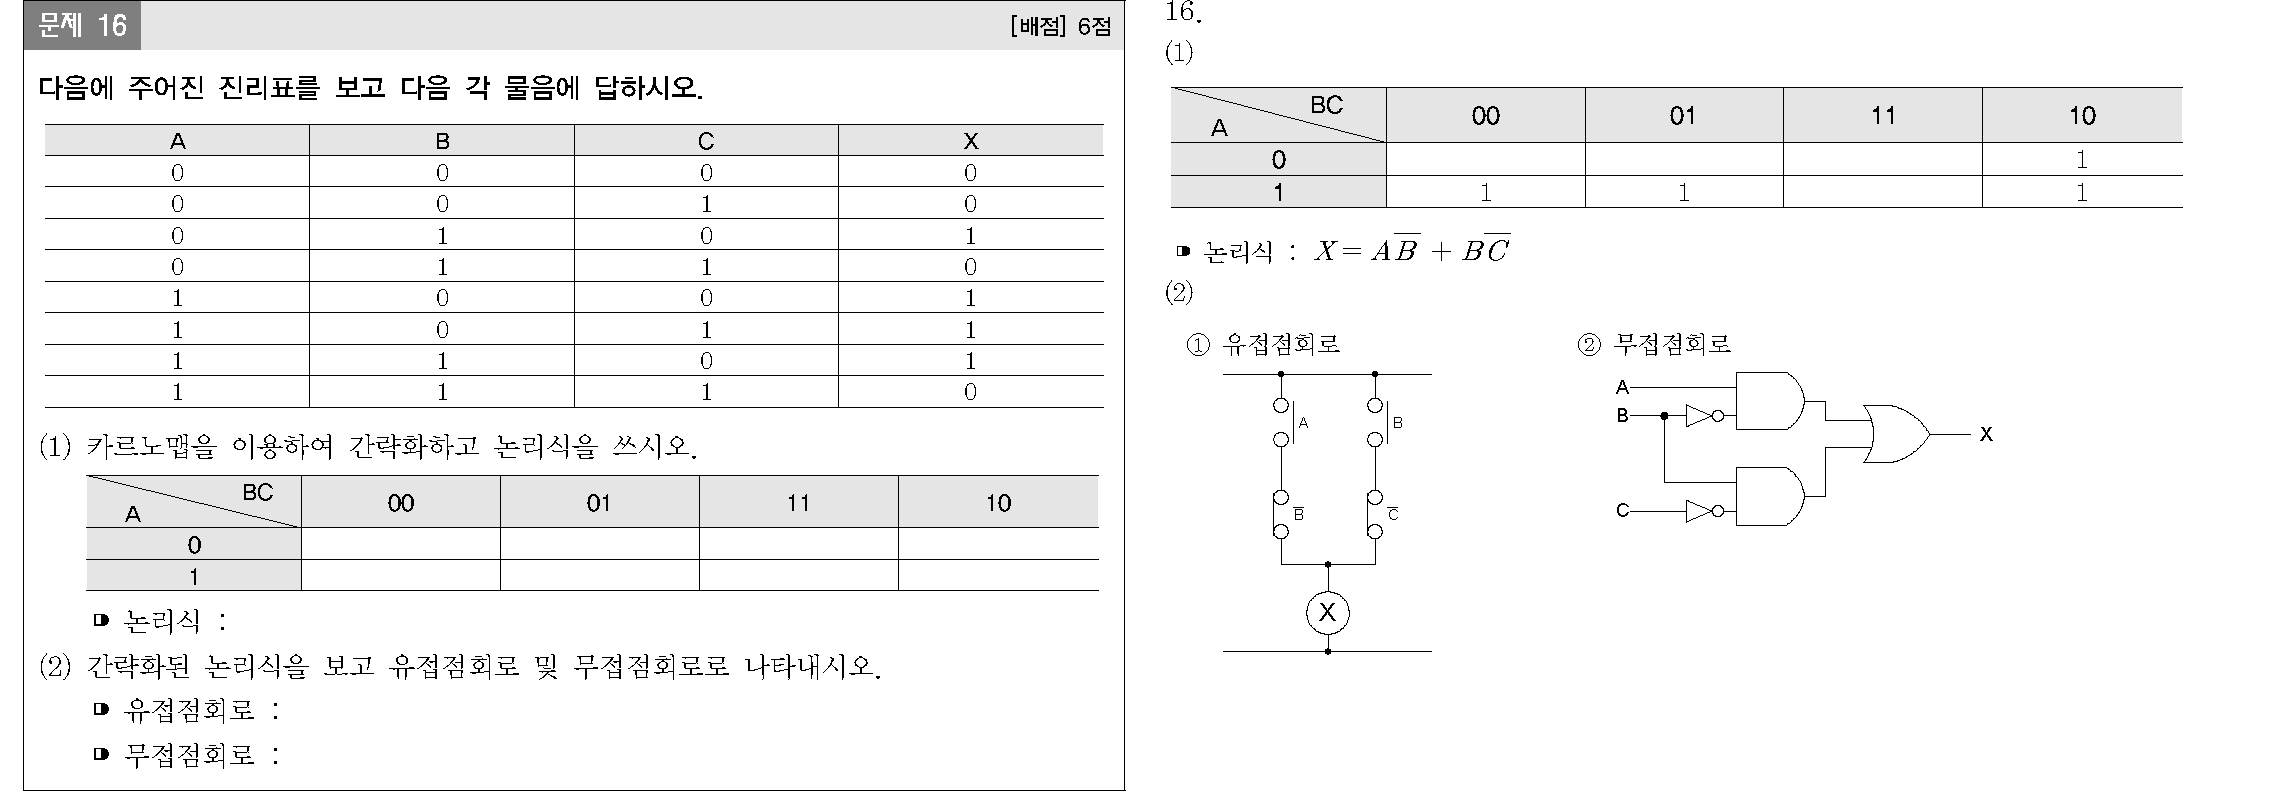 문제 16 [배점] 6점
다음에 주어진 진리표를 보고 다음 각 물음에 답하시오.
A B C X
0 0 0 0
0 0 1 0
0 1 0 1
0 1 1 0
1 0 0 1
1 0 1 1
1 1 0 1
1 1 1 0
(1) 카르노맵을 이용하여 간략화하고 논리식을 쓰시오.
A BC 00 01 11 10
0
1
논리식 :
(2) 간략화된 논리식을 보고 유접점회로 및 무접점회로로 나타내시오.
유접점회로 :
무접점회로 :
16.
(1)
A BC 00 01 11 10
0 1
1 1 1 1
논리식 : X = AB̅ + BC̅
(2)
① 유접점회로
A B
B̅ C̅
X
② 무접점회로
A
B
X
C